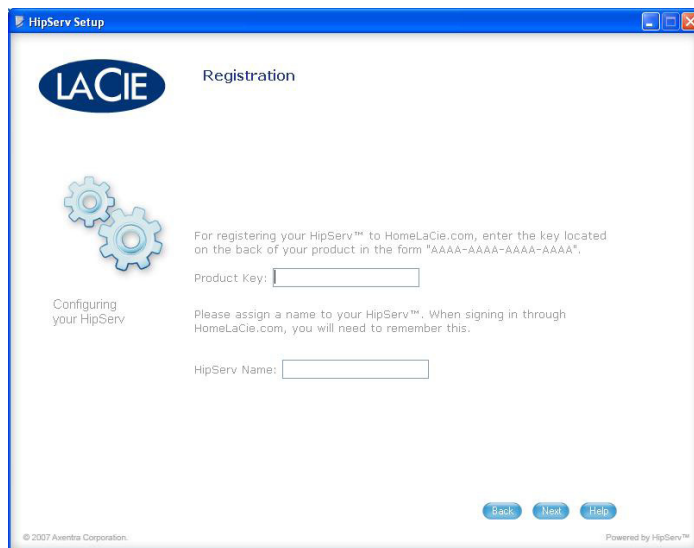 HipServ Setup
LACIE
Registration
For registering your HipServ™ to HomeLaCie.com, enter the key located
on the back of your product in the form "AAAA-AAAA-AAAA-AAAA".
Product Key:
Configuring
your HipServ
Please assign a name to your HipServ™. When signing in through
HomeLaCie.com, you will need to remember this.
HipServ Name:
Back Next Help
© 2007 Axentra Corporation.
Powered by HipServ™